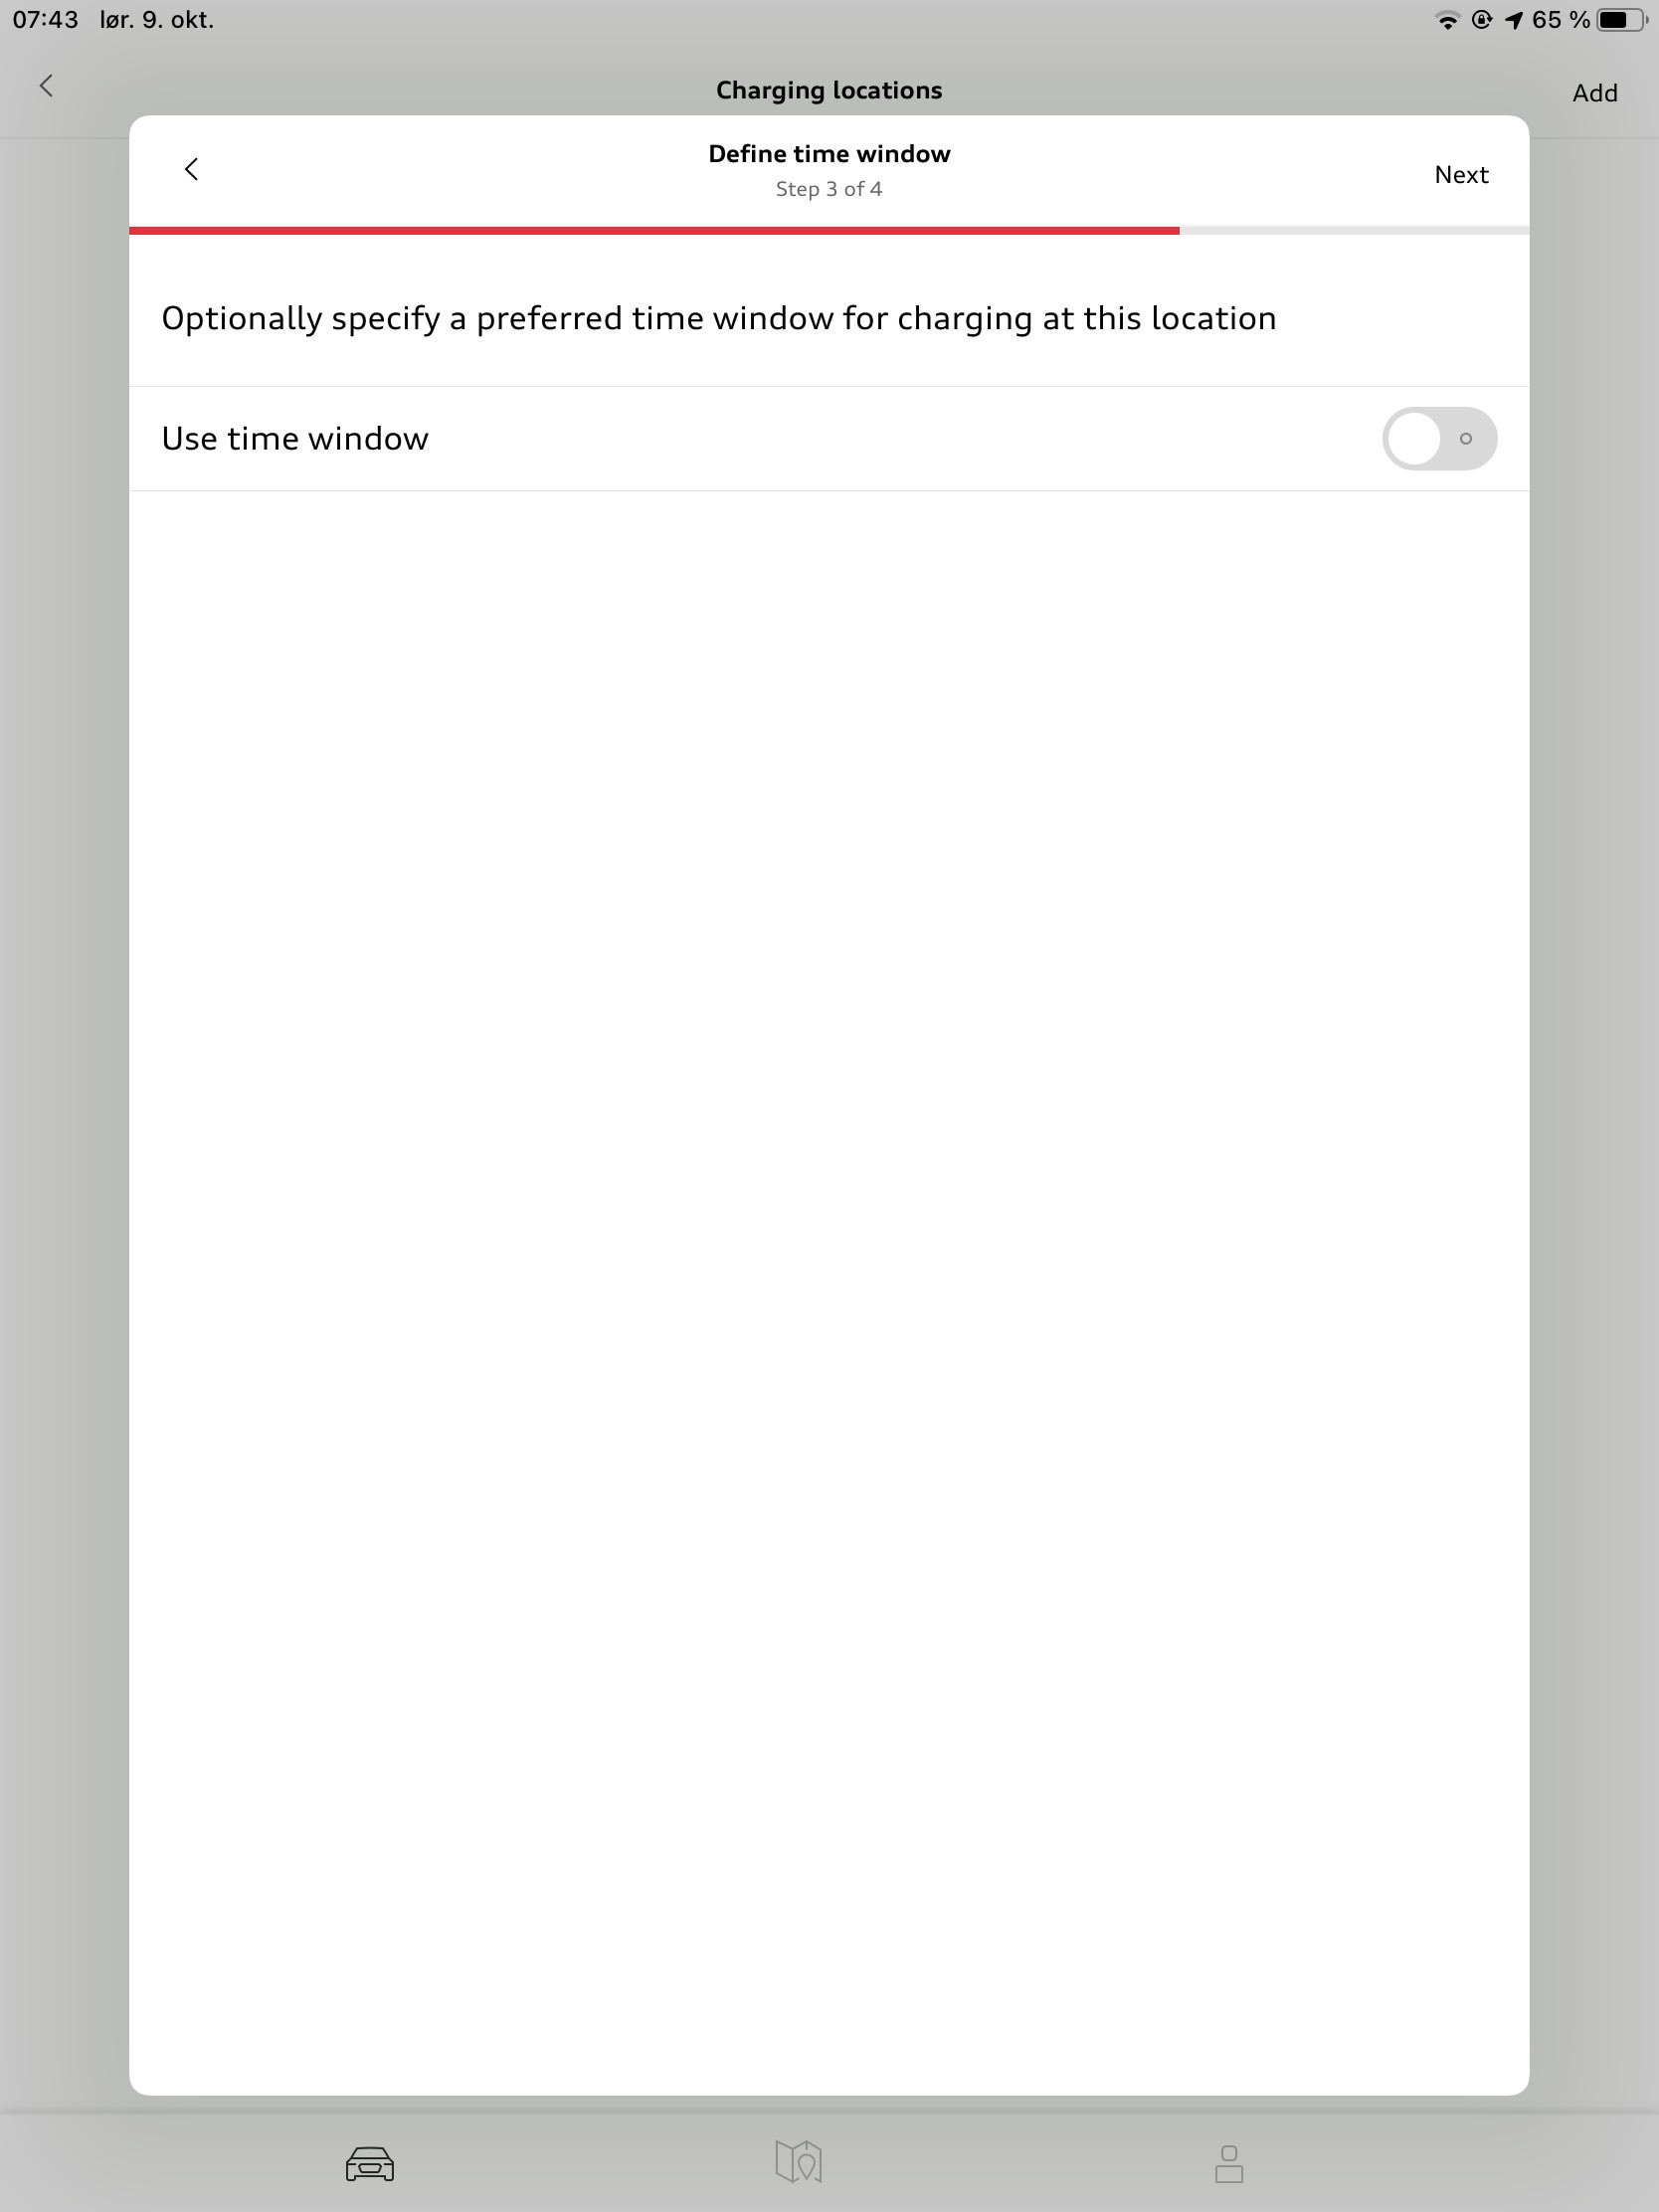 07:43 lør. 9. okt.
65 %
Charging locations
Add
Define time window
Step 3 of 4
Next
Optionally specify a preferred time window for charging at this location
Use time window